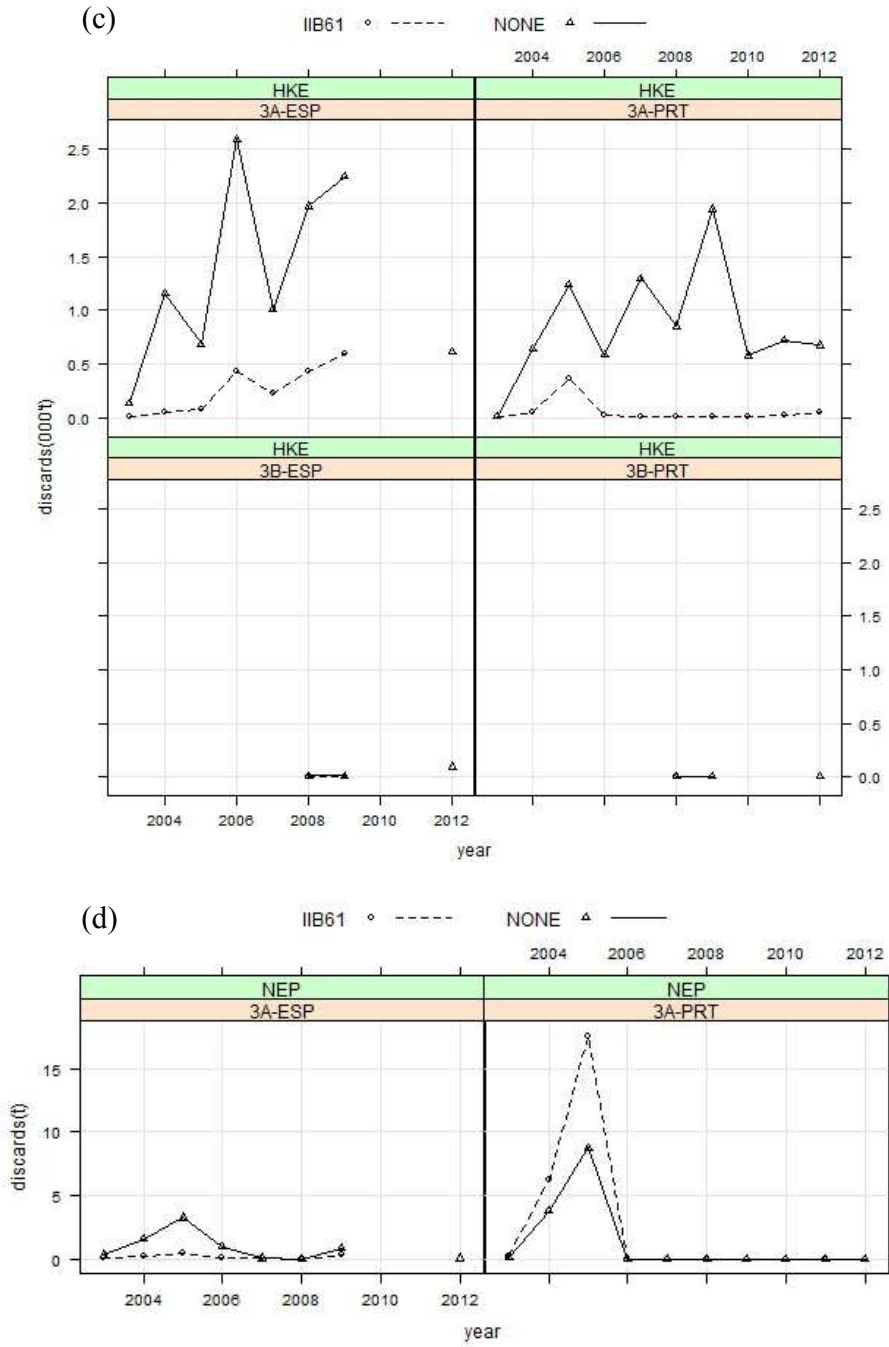 (c)
IIB61 NONE
2004 2006 2008 2010 2012
HKE HKE
3A-ESP 3A-PRT
2.5
2.0
1.5
1.0
0.5
0.0
HKE HKE
3B-ESP 3B-PRT
2.5
2.0
1.5
1.0
0.5
0.0
discards(000't)
2004 2006 2008 2010 2012
year
(d)
IIB61 NONE
2004 2006 2008 2010 2012
NEP NEP
3A-ESP 3A-PRT
15
10
5
0
discards(t)
2004 2006 2008 2010 2012
year